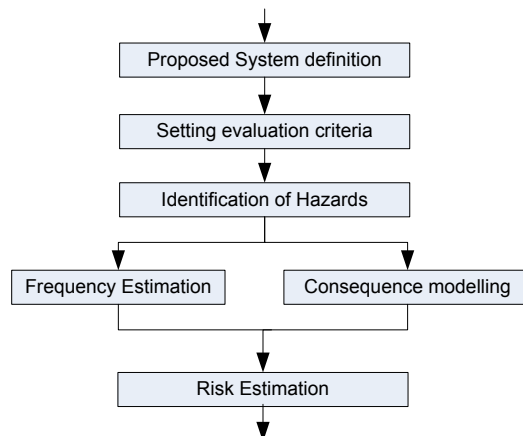 Proposed System definition
Setting evaluation criteria
Identification of Hazards
Frequency Estimation
Consequence modelling
Risk Estimation